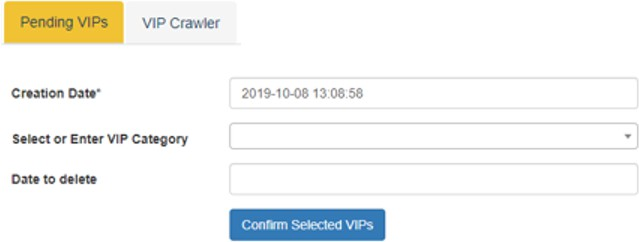 Pending VIPs VIP Crawler
Creation Date* 2019-10-08 13:08:58
Select or Enter VIP Category
Date to delete
Confirm Selected VIPs